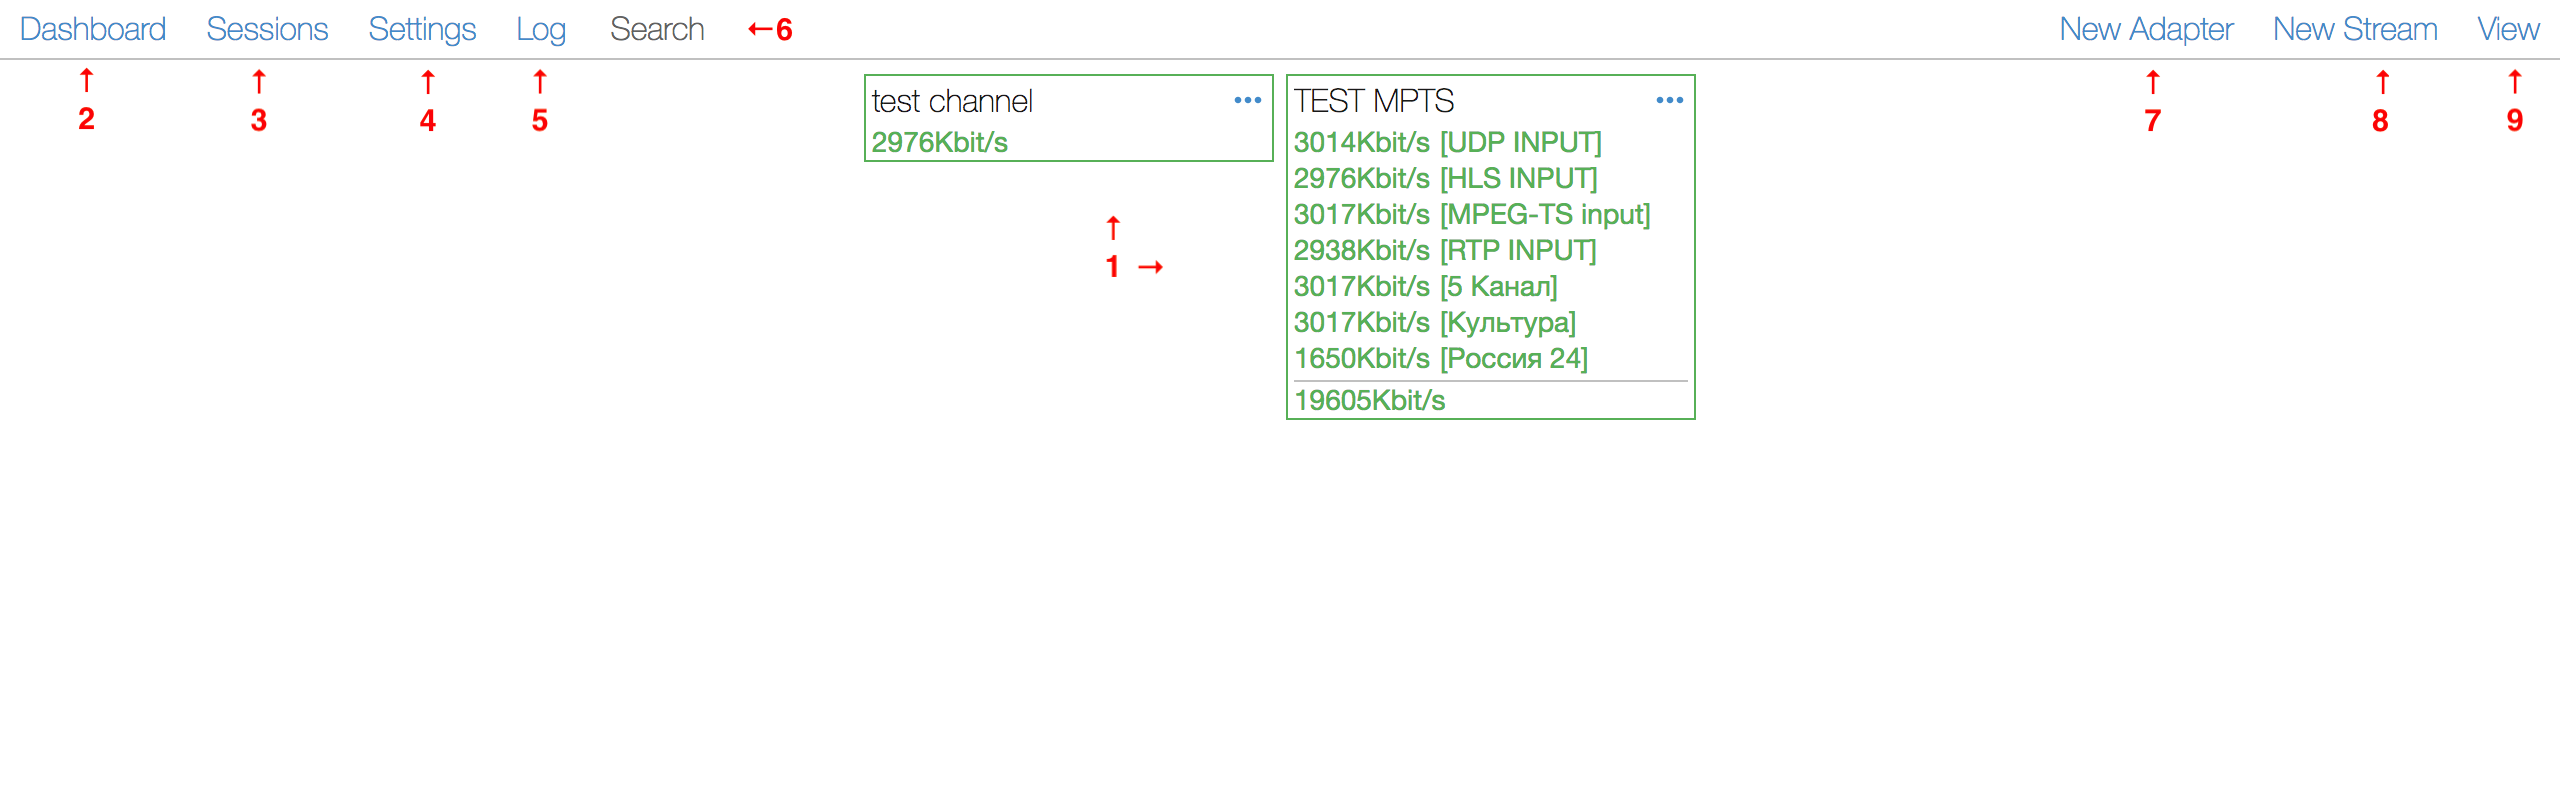 Dashboard Sessions Settings Log Search ←6 New Adapter New Stream View
↑ ↑ ↑ ↑ ↑ ↑ ↑
2 3 4 5 7 8 9
test channel •••
2976Kbit/s
↑
1 →
TEST MPTS •••
3014Kbit/s [UDP INPUT]
2976Kbit/s [HLS INPUT]
3017Kbit/s [MPEG-TS input]
2938Kbit/s [RTP INPUT]
3017Kbit/s [5 Канал]
3017Kbit/s [Культура]
1650Kbit/s [Россия 24]
19605Kbit/s